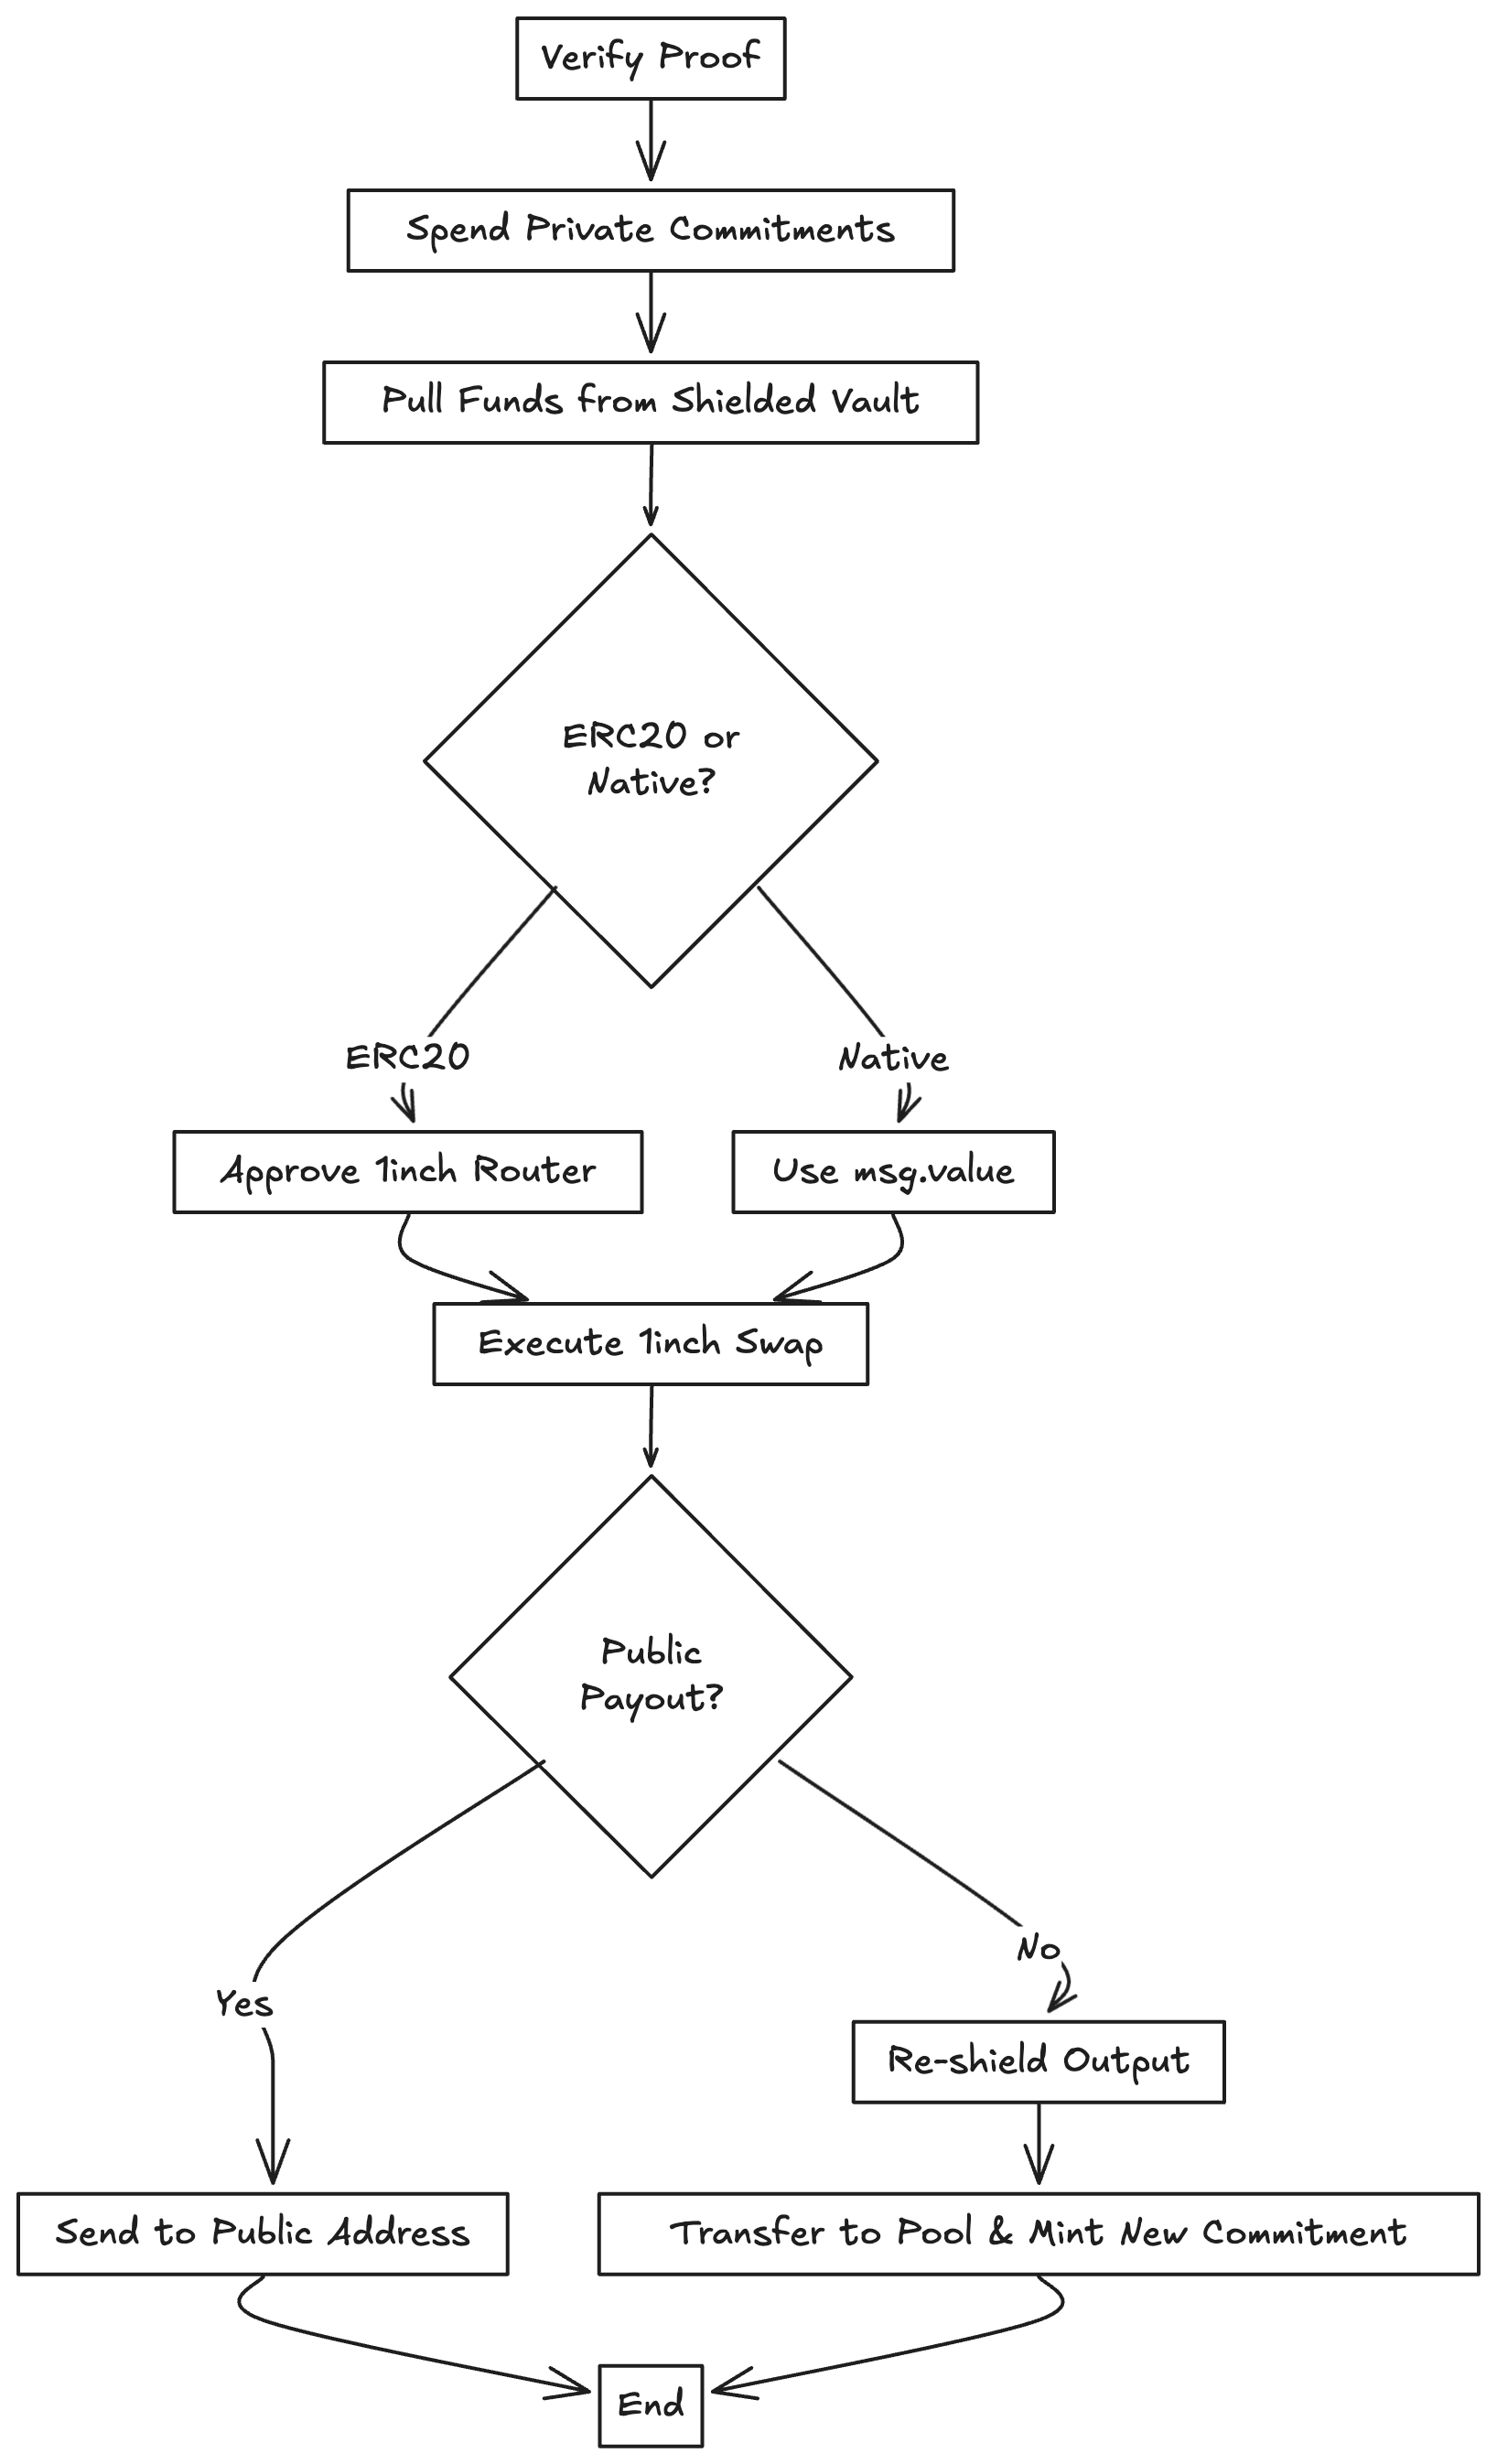 Verify Proof
Spend Private Commitments
Pull Funds from Shielded Vault
ERC20 or
Native?
ERC20
Native
Approve 1inch Router
Use msg.value
Execute 1inch Swap
Public
Payout?
No
Yes
Re-shield Output
Send to Public Address
Transfer to Pool & Mint New Commitment
End